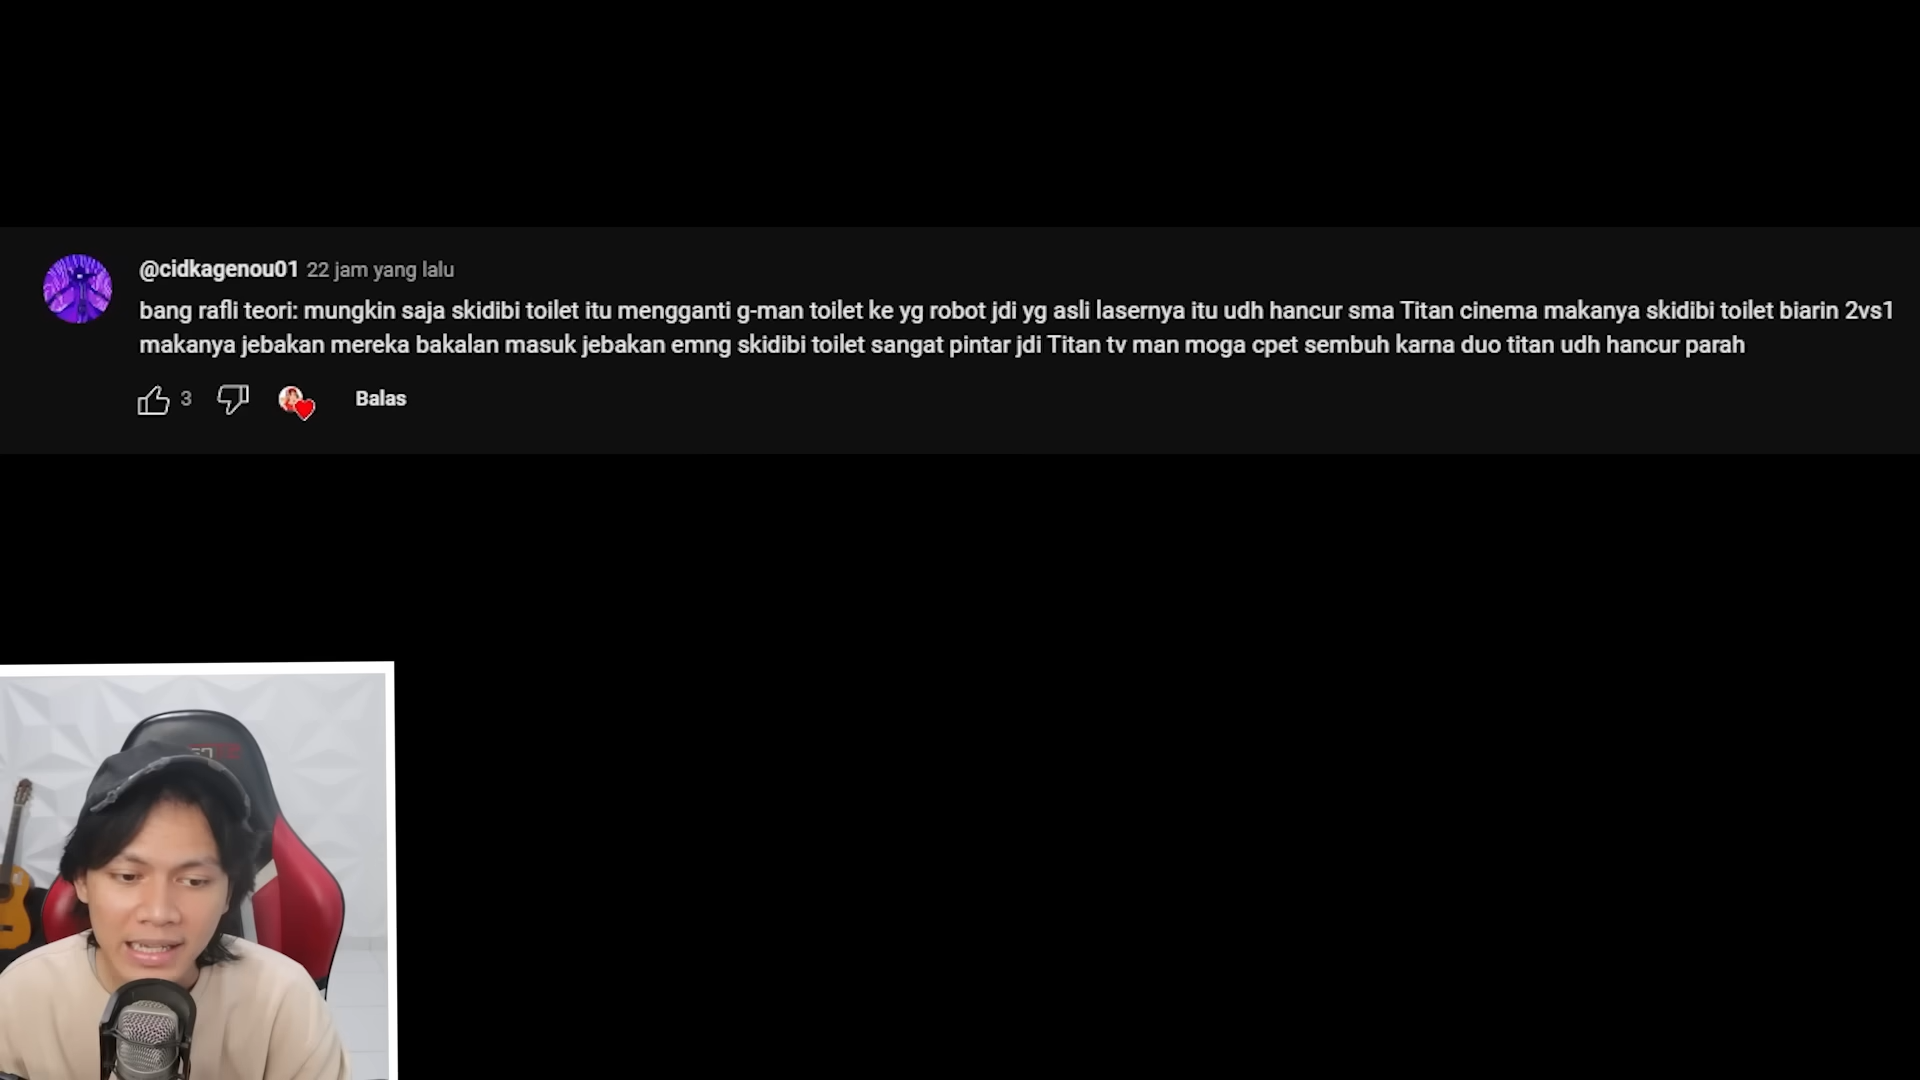 @cidkagenou01 22 jam yang lalu
bang rafli teori: mungkin saja skidibi toilet itu mengganti g-man toilet ke yg robot jdi yg asli lasernya itu udh hancur sma Titan cinema makanya skidibi toilet biarin 2vs1
makanya jebakan mereka bakalan masuk jebakan emng skidibi toilet sangat pintar jdi Titan tv man moga cpet sembuh karna duo titan udh hancur parah
3 Balas